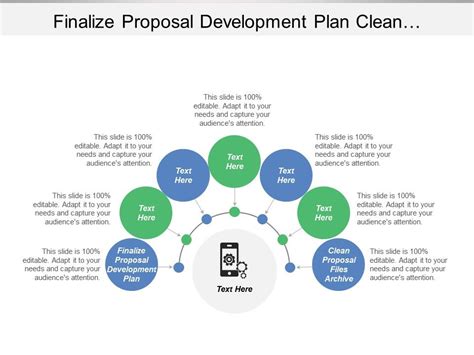 Finalize Proposal Development Plan Clean…
This slide is 100%
editable. Adapt it to your
needs and capture your
audience's attention.
This slide is 100%
editable. Adapt it to your
needs and capture your
audience's attention.
This slide is 100%
editable. Adapt it to your
needs and capture your
audience's attention.
Text
Here
Text
Here
Text
Here
This slide is 100%
editable. Adapt it to your
needs and capture your
audience's attention.
Text
Here
Text
Here
This slide is 100%
editable. Adapt it to your
needs and capture your
audience's attention.
This slide is 100%
editable. Adapt it to your
needs and capture your
audience's attention.
Finalize
Proposal
Development
Plan
Text Here
Clean
Proposal
Files
Archive
This slide is 100%
editable. Adapt it to your
needs and capture your
audience's attention.